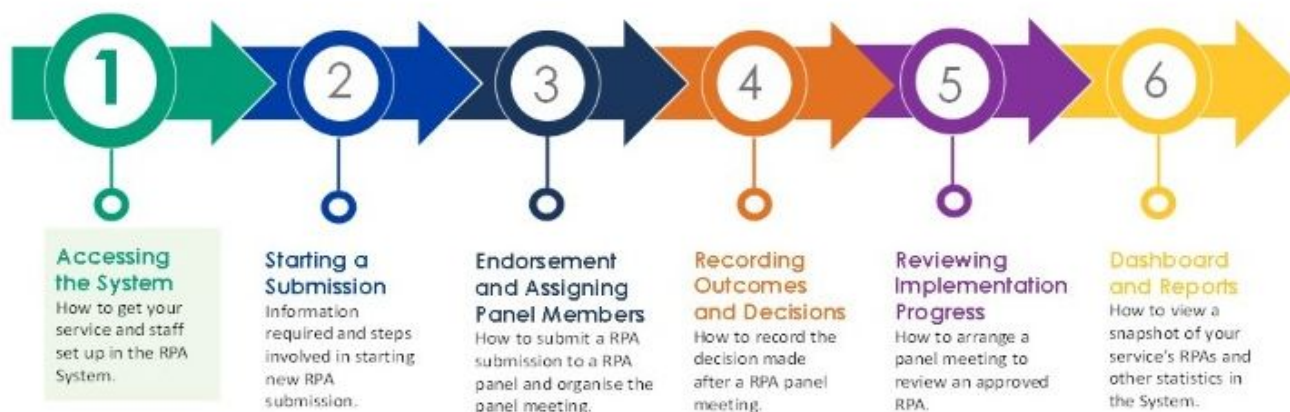 1
2
3
4
5
6
Accessing
the System
How to get your
service and staff
set up in the RPA
System.
Starting a
Submission
Information
required and steps
involved in starting
new RPA
submission.
Endorsement
and Assigning
Panel Members
How to submit a RPA
submission to a RPA
panel and organise the
panel meeting.
Recording
Outcomes
and Decisions
How to record the
decision made
after a RPA panel
meeting.
Reviewing
Implementation
Progress
How to arrange a
panel meeting to
review an approved
RPA.
Dashboard
and Reports
How to view a
snapshot of your
service's RPAs and
other statistics in
the System.